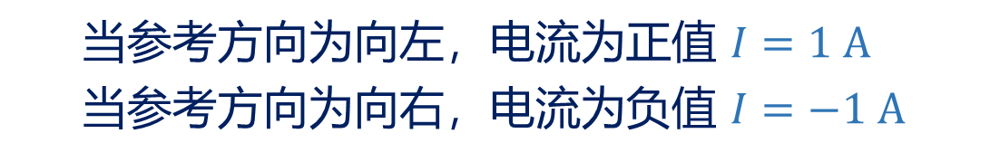 当参考方向为向左，电流为正值 I = 1 A
当参考方向为向右，电流为负值 I = −1 A